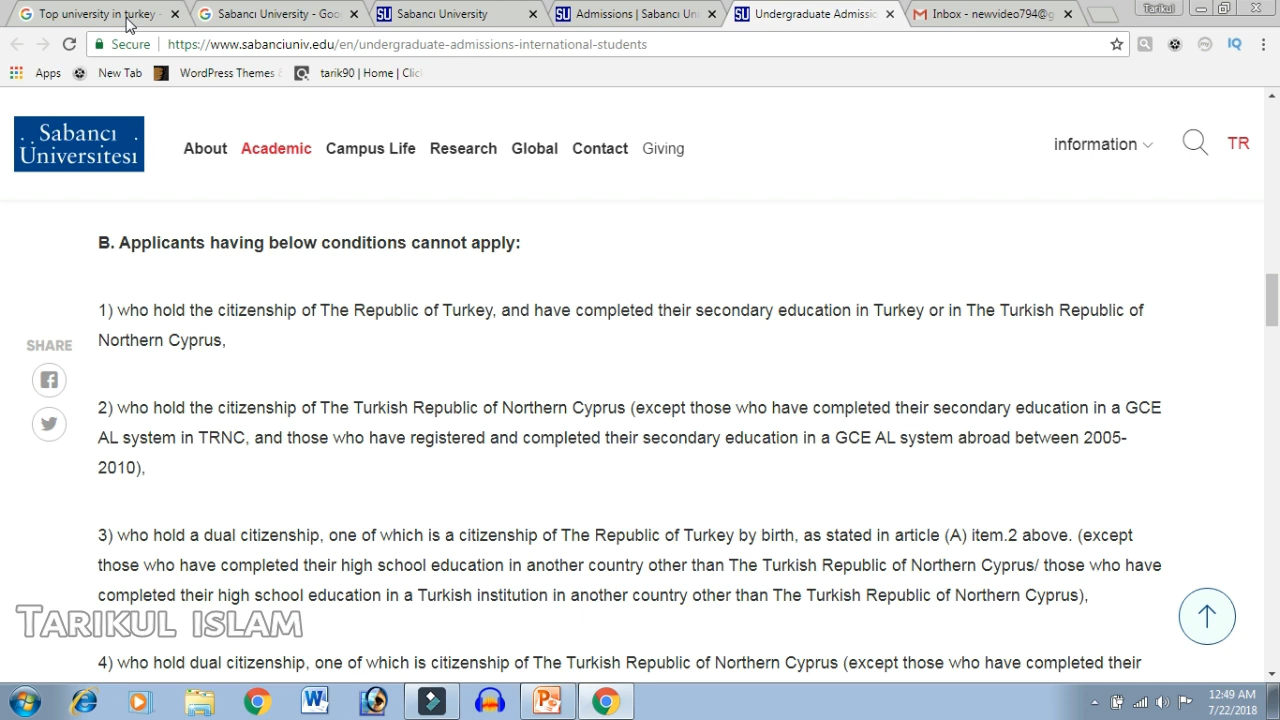 Top university in turkey -
Sabancı University - Goo
Sabancı University
Admissions | Sabancı Un
Undergraduate Admissio
Inbox - newvideo794@g
Tarikul
Secure
https://www.sabanciuniv.edu/en/undergraduate-admissions-international-students
Apps
New Tab
WordPress Themes &
tarik90 | Home | Clic
Sabancı
Üniversitesi
About
Academic
Campus Life
Research
Global
Contact
Giving
information
TR
B. Applicants having below conditions cannot apply:
1) who hold the citizenship of The Republic of Turkey, and have completed their secondary education in Turkey or in The Turkish Republic of
Northern Cyprus,
SHARE
2) who hold the citizenship of The Turkish Republic of Northern Cyprus (except those who have completed their secondary education in a GCE
AL system in TRNC, and those who have registered and completed their secondary education in a GCE AL system abroad between 2005-
2010),
3) who hold a dual citizenship, one of which is a citizenship of The Republic of Turkey by birth, as stated in article (A) item.2 above. (except
those who have completed their high school education in another country other than The Turkish Republic of Northern Cyprus/ those who have
completed their high school education in a Turkish institution in another country other than The Turkish Republic of Northern Cyprus),
TARIKUL ISLAM
4) who hold dual citizenship, one of which is citizenship of The Turkish Republic of Northern Cyprus (except those who have completed their
12:49 AM
7/22/2018